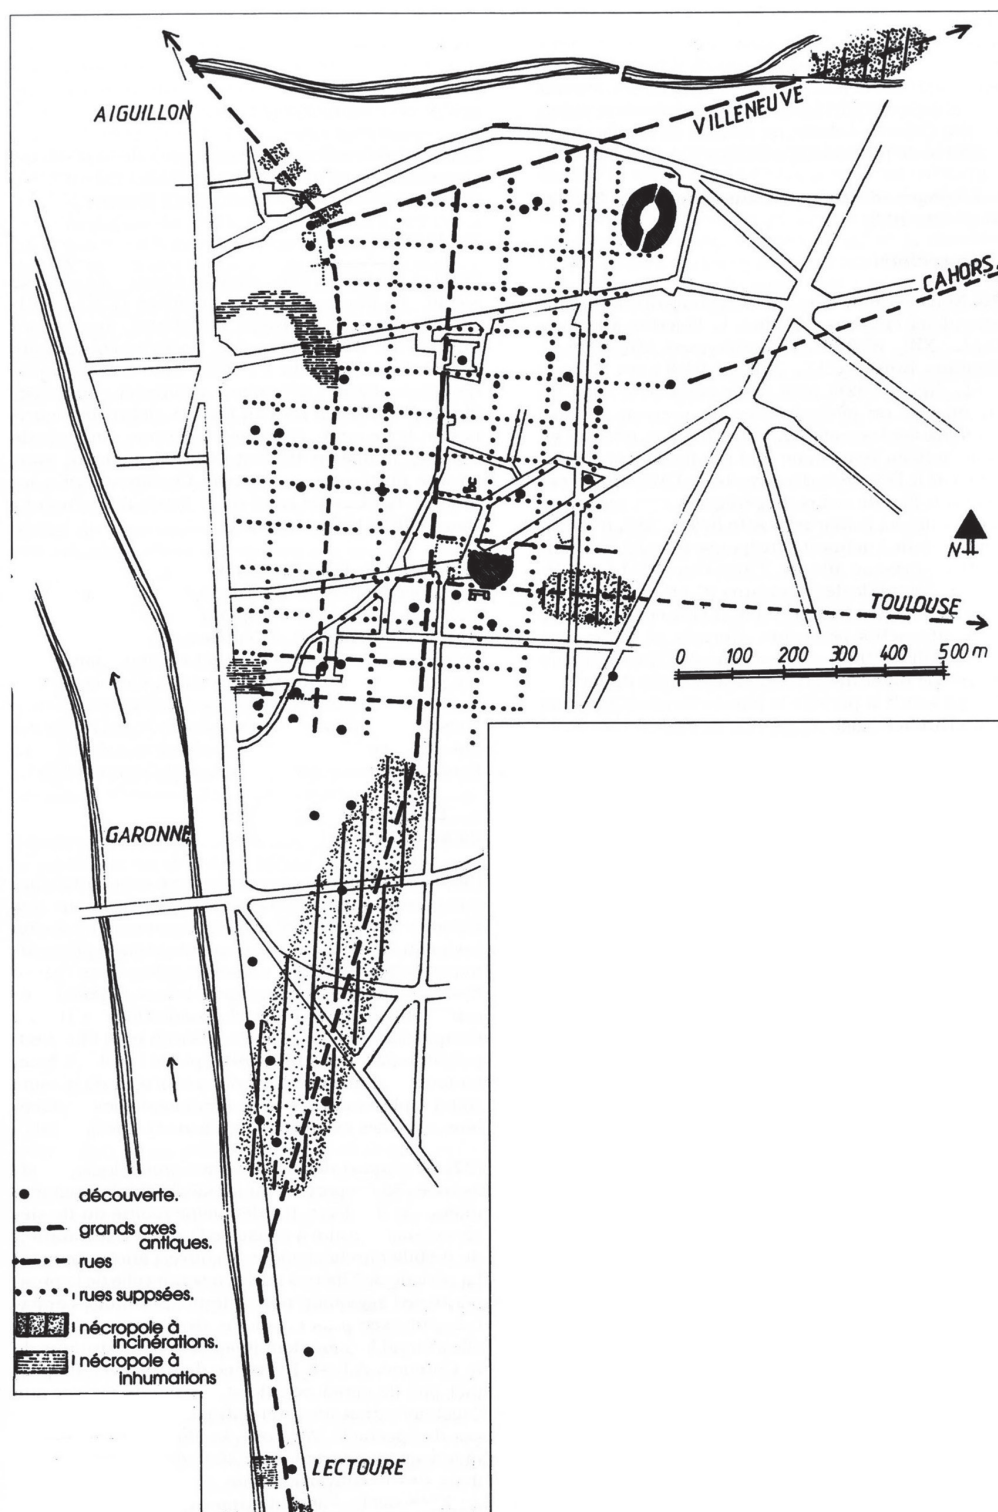 AIGUILLON
VILLENEUVE
CAHORS.
N
TOULOUSE
0 100 200 300 400 500 m
GARONNE
découverte.
grands axes
antiques.
rues
rues suppsées.
nécropole à
incinérations.
nécropole à
inhumations
LECTOURE